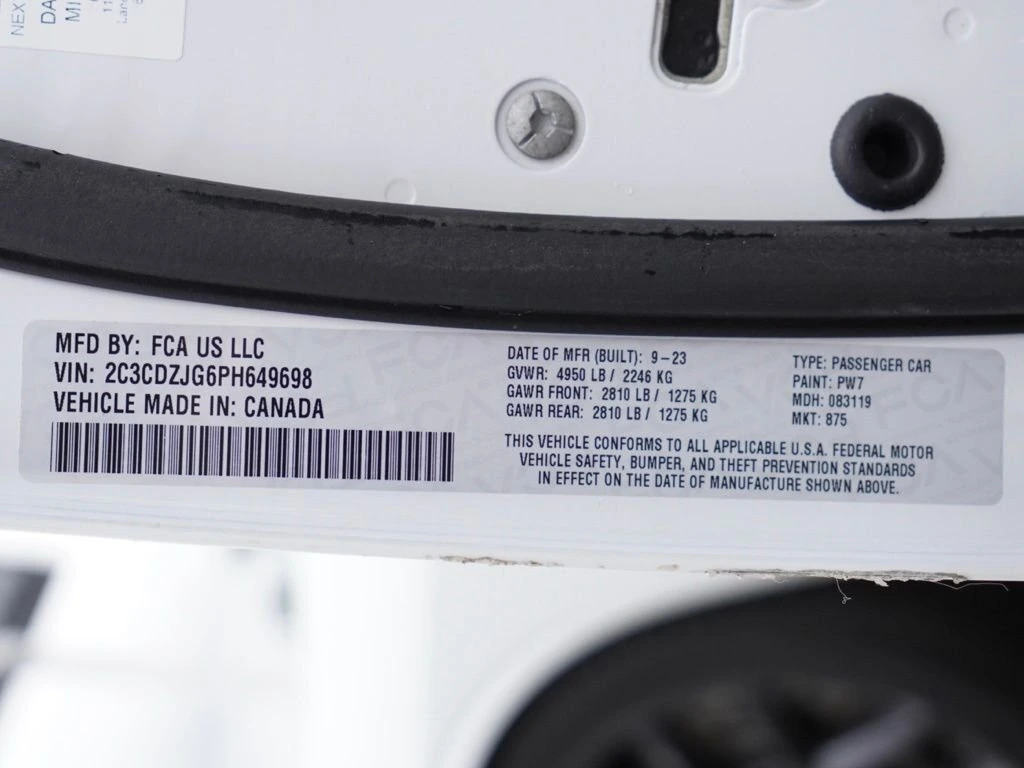 NEX
DA
MI
MFD BY: FCA US LLC
VIN: 2C3CDZJG6PH649698
VEHICLE MADE IN: CANADA
DATE OF MFR (BUILT): 9-23
GVWR: 4950 LB / 2246 KG
GAWR FRONT: 2810 LB / 1275 KG
GAWR REAR: 2810 LB / 1275 KG
TYPE: PASSENGER CAR
PAINT: PW7
MDH: 083119
MKT: 875
THIS VEHICLE CONFORMS TO ALL APPLICABLE U.S.A. FEDERAL MOTOR
VEHICLE SAFETY, BUMPER, AND THEFT PREVENTION STANDARDS
IN EFFECT ON THE DATE OF MANUFACTURE SHOWN ABOVE.